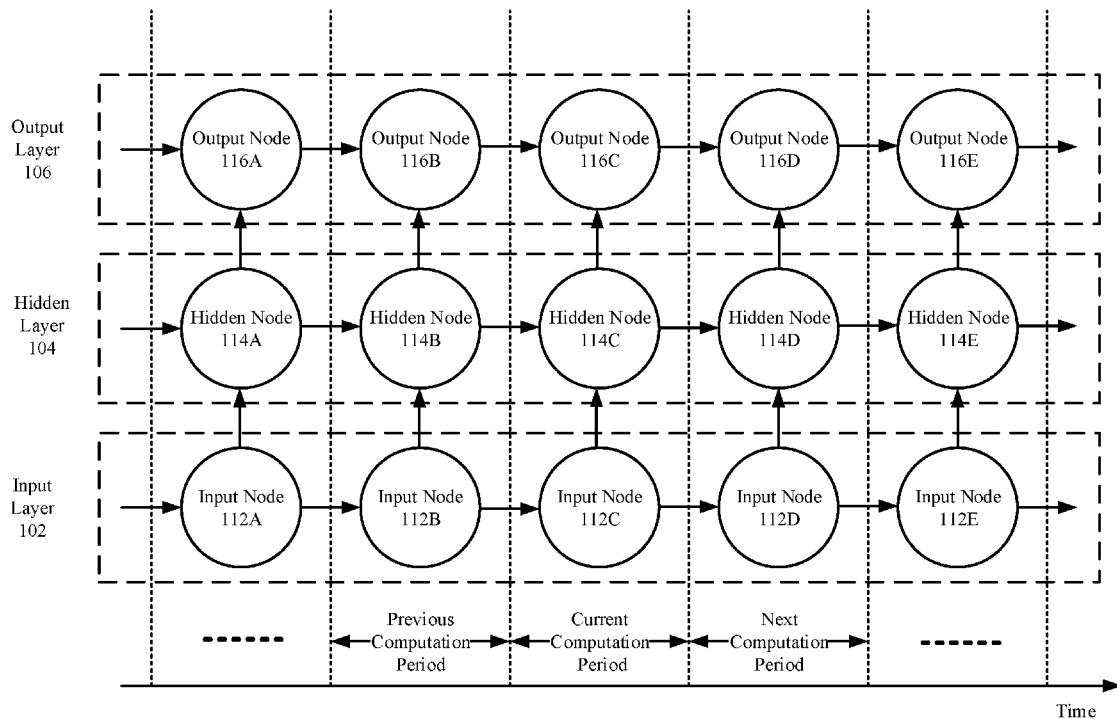 Output
Layer
106
Output Node
116A
Output Node
116B
Output Node
116C
Output Node
116D
Output Node
116E
Hidden
Layer
104
Hidden Node
114A
Hidden Node
114B
Hidden Node
114C
Hidden Node
114D
Hidden Node
114E
Input
Layer
102
Input Node
112A
Input Node
112B
Input Node
112C
Input Node
112D
Input Node
112E
Previous
Computation
Period
Current
Computation
Period
Next
Computation
Period
Time